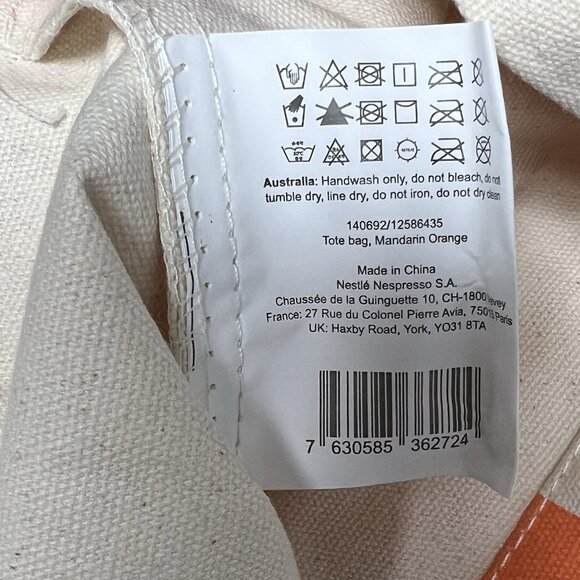 Australia: Handwash only, do not bleach, do not
tumble dry, line dry, do not iron, do not dry clean
140692/12586435
Tote bag, Mandarin Orange
Made in China
Nestlé Nespresso S.A.
Chaussée de la Guinguette 10, CH-1800 Vevey
France: 27 Rue du Colonel Pierre Avia, 75015 Paris
UK: Haxby Road, York, YO31 8TA
7 630585 362724